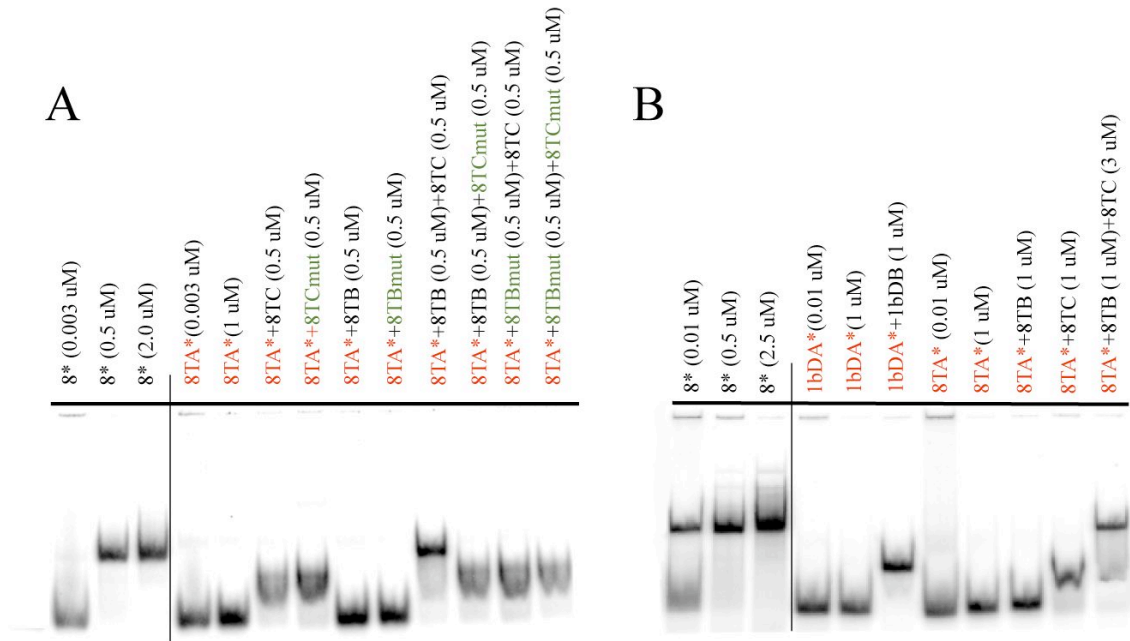 A
8* (0.003 uM)
8* (0.5 uM)
8* (2.0 uM)
8TA*(0.003 uM)
8TA*(1 uM)
8TA*+8TC (0.5 uM)
8TA*+8TCmut (0.5 uM)
8TA*+8TB (0.5 uM)
8TA*+8TBmut (0.5 uM)
8TA*+8TB (0.5 uM)+8TC (0.5 uM)
8TA*+8TB (0.5 uM)+8TCmut (0.5 uM)
8TA*+8TBmut (0.5 uM)+8TC (0.5 uM)
8TA*+8TBmut (0.5 uM)+8TCmut (0.5 uM)
B
8* (0.01 uM)
8* (0.5 uM)
8* (2.5 uM)
1bDA*(0.01 uM)
1bDA*(1 uM)
1bDA*+1bDB (1 uM)
8TA* (0.01 uM)
8TA*(1 uM)
8TA*+8TB (1 uM)
8TA*+8TC (1 uM)
8TA*+8TB (1 uM)+8TC (3 uM)